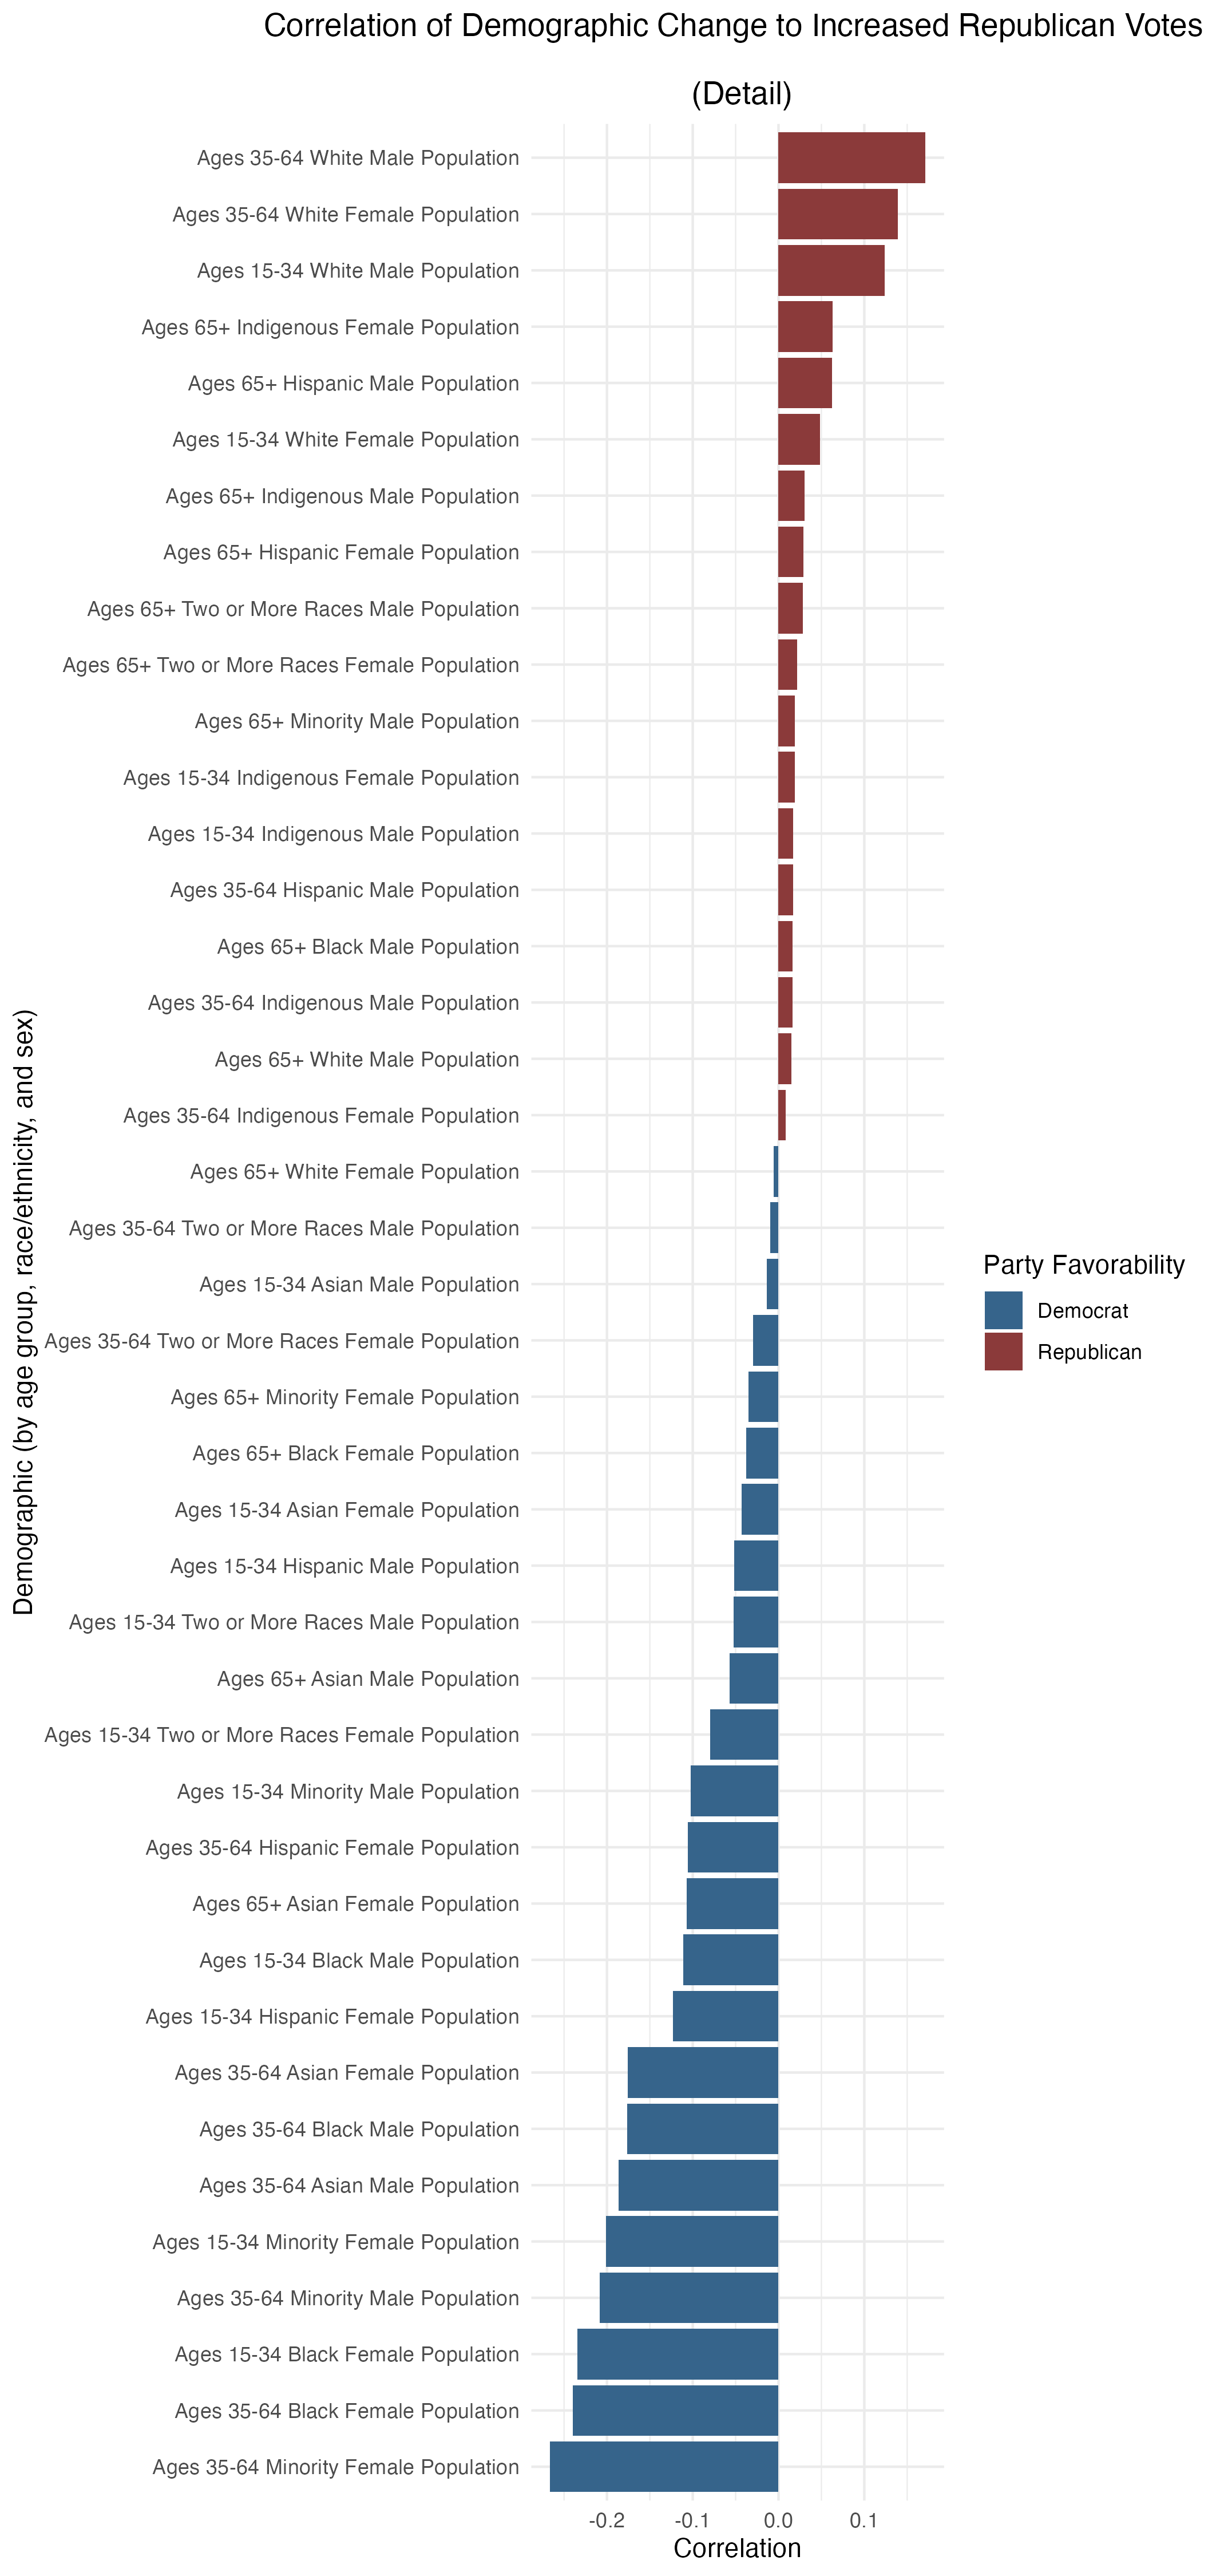 Correlation of Demographic Change to Increased Republican Votes
(Detail)
Ages 35-64 White Male Population
Ages 35-64 White Female Population
Ages 15-34 White Male Population
Ages 65+ Indigenous Female Population
Ages 65+ Hispanic Male Population
Ages 15-34 White Female Population
Ages 65+ Indigenous Male Population
Ages 65+ Hispanic Female Population
Ages 65+ Two or More Races Male Population
Ages 65+ Two or More Races Female Population
Ages 65+ Minority Male Population
Ages 15-34 Indigenous Female Population
Ages 15-34 Indigenous Male Population
Ages 35-64 Hispanic Male Population
Ages 65+ Black Male Population
Ages 35-64 Indigenous Male Population
Ages 65+ White Male Population
Ages 35-64 Indigenous Female Population
Ages 65+ White Female Population
Ages 35-64 Two or More Races Male Population
Ages 15-34 Asian Male Population
Ages 35-64 Two or More Races Female Population
Ages 65+ Minority Female Population
Ages 65+ Black Female Population
Ages 15-34 Asian Female Population
Ages 15-34 Hispanic Male Population
Ages 15-34 Two or More Races Male Population
Ages 65+ Asian Male Population
Ages 15-34 Two or More Races Female Population
Ages 15-34 Minority Male Population
Ages 35-64 Hispanic Female Population
Ages 65+ Asian Female Population
Ages 15-34 Black Male Population
Ages 15-34 Hispanic Female Population
Ages 35-64 Asian Female Population
Ages 35-64 Black Male Population
Ages 35-64 Asian Male Population
Ages 15-34 Minority Female Population
Ages 35-64 Minority Male Population
Ages 15-34 Black Female Population
Ages 35-64 Black Female Population
Ages 35-64 Minority Female Population
Demographic (by age group, race/ethnicity, and sex)
-0.2 -0.1 0.0 0.1
Correlation
Party Favorability
Democrat
Republican